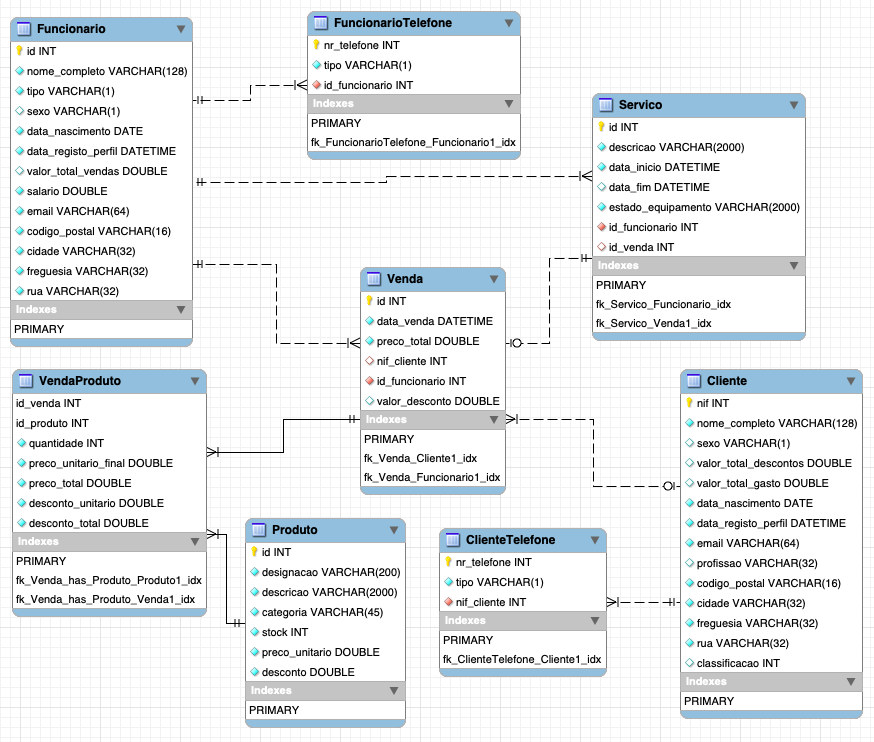 Funcionario
id INT
nome_completo VARCHAR(128)
tipo VARCHAR(1)
sexo VARCHAR(1)
data_nascimento DATE
data_registo_perfil DATETIME
valor_total_vendas DOUBLE
salario DOUBLE
email VARCHAR(64)
codigo_postal VARCHAR(16)
cidade VARCHAR(32)
freguesia VARCHAR(32)
rua VARCHAR(32)
Indexes
PRIMARY
FuncionarioTelefone
nr_telefone INT
tipo VARCHAR(1)
id_funcionario INT
Indexes
PRIMARY
fk_FuncionarioTelefone_Funcionario1_idx
Servico
id INT
descricao VARCHAR(2000)
data_inicio DATETIME
data_fim DATETIME
estado_equipamento VARCHAR(2000)
id_funcionario INT
id_venda INT
Indexes
PRIMARY
fk_Servico_Funcionario_idx
fk_Servico_Venda1_idx
Venda
id INT
data_venda DATETIME
preco_total DOUBLE
nif_cliente INT
id_funcionario INT
valor_desconto DOUBLE
Indexes
PRIMARY
fk_Venda_Cliente1_idx
fk_Venda_Funcionario1_idx
VendaProduto
id_venda INT
id_produto INT
quantidade INT
preco_unitario_final DOUBLE
preco_total DOUBLE
desconto_unitario DOUBLE
desconto_total DOUBLE
Indexes
PRIMARY
fk_Venda_has_Produto_Produto1_idx
fk_Venda_has_Produto_Venda1_idx
Produto
id INT
designacao VARCHAR(200)
descricao VARCHAR(2000)
categoria VARCHAR(45)
stock INT
preco_unitario DOUBLE
desconto DOUBLE
Indexes
PRIMARY
ClienteTelefone
nr_telefone INT
tipo VARCHAR(1)
nif_cliente INT
Indexes
PRIMARY
fk_ClienteTelefone_Cliente1_idx
Cliente
nif INT
nome_completo VARCHAR(128)
sexo VARCHAR(1)
valor_total_descontos DOUBLE
valor_total_gasto DOUBLE
data_nascimento DATE
data_registo_perfil DATETIME
email VARCHAR(64)
profissao VARCHAR(32)
codigo_postal VARCHAR(16)
cidade VARCHAR(32)
freguesia VARCHAR(32)
rua VARCHAR(32)
classificacao INT
Indexes
PRIMARY